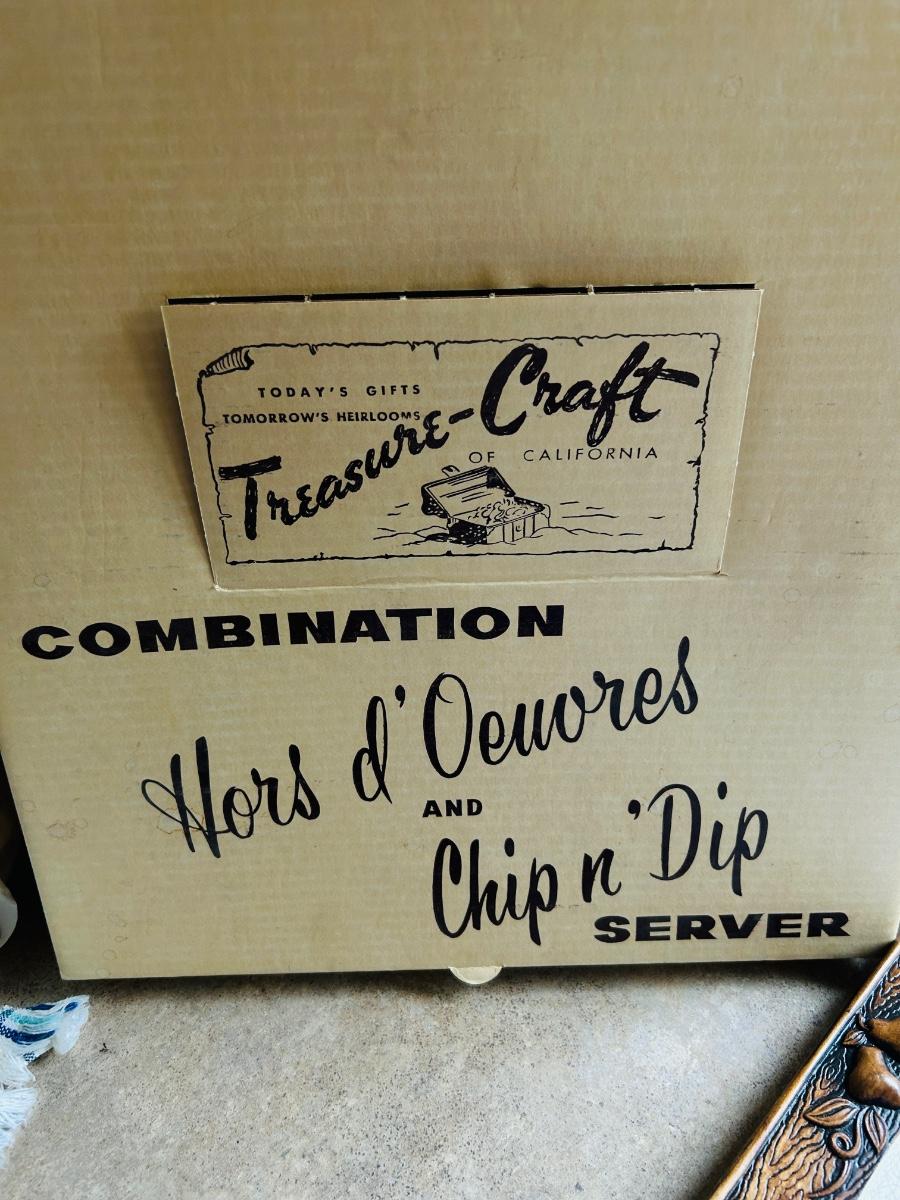 TODAY'S GIFTS
TOMORROW'S HEIRLOOMS
Treasure-Craft
OF CALIFORNIA
COMBINATION
Hors d'Oeuvres
AND
Chip n' Dip
SERVER